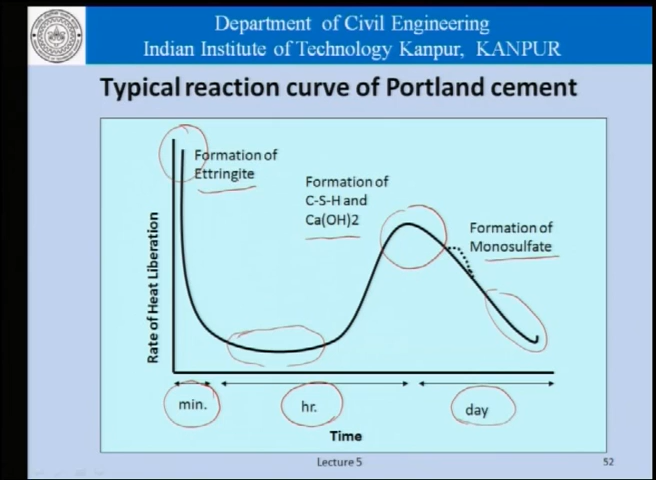 Department of Civil Engineering
Indian Institute of Technology Kanpur, KANPUR
Typical reaction curve of Portland cement
Formation of
Ettringite
Formation of
C-S-H and
Ca(OH)2
Formation of
Monosulfate
Rate of Heat Liberation
min.
hr.
day
Time
Lecture 5
52